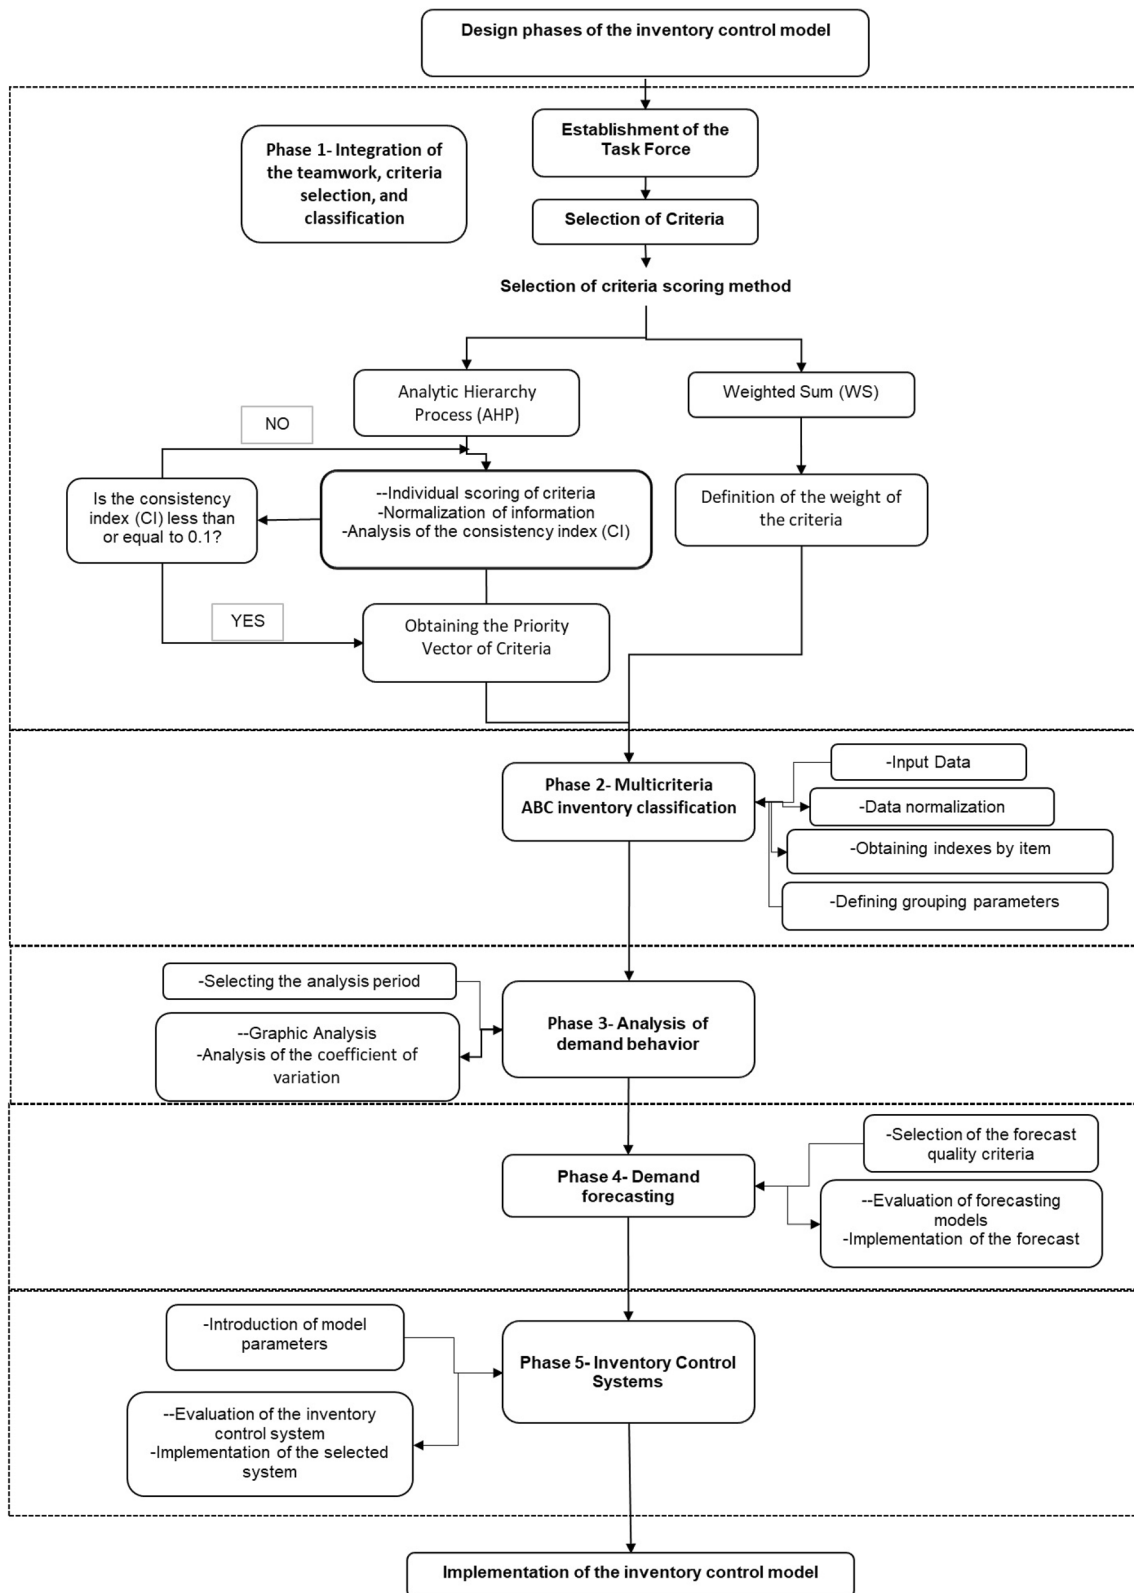 Design phases of the inventory control model
Establishment of the
Task Force
Phase 1- Integration of
the teamwork, criteria
selection, and
classification
Selection of Criteria
Selection of criteria scoring method
Analytic Hierarchy
Process (AHP)
Weighted Sum (WS)
NO
Is the consistency
index (CI) less than
or equal to 0.1?
--Individual scoring of criteria
-Normalization of information
-Analysis of the consistency index (CI)
Definition of the weight of
the criteria
YES
Obtaining the Priority
Vector of Criteria
Phase 2- Multicriteria
ABC inventory classification
-Input Data
-Data normalization
-Obtaining indexes by item
-Defining grouping parameters
-Selecting the analysis period
--Graphic Analysis
-Analysis of the coefficient of
variation
Phase 3- Analysis of
demand behavior
Phase 4- Demand
forecasting
-Selection of the forecast
quality criteria
--Evaluation of forecasting
models
-Implementation of the forecast
-Introduction of model
parameters
Phase 5- Inventory Control
Systems
--Evaluation of the inventory
control system
-Implementation of the selected
system
Implementation of the inventory control model